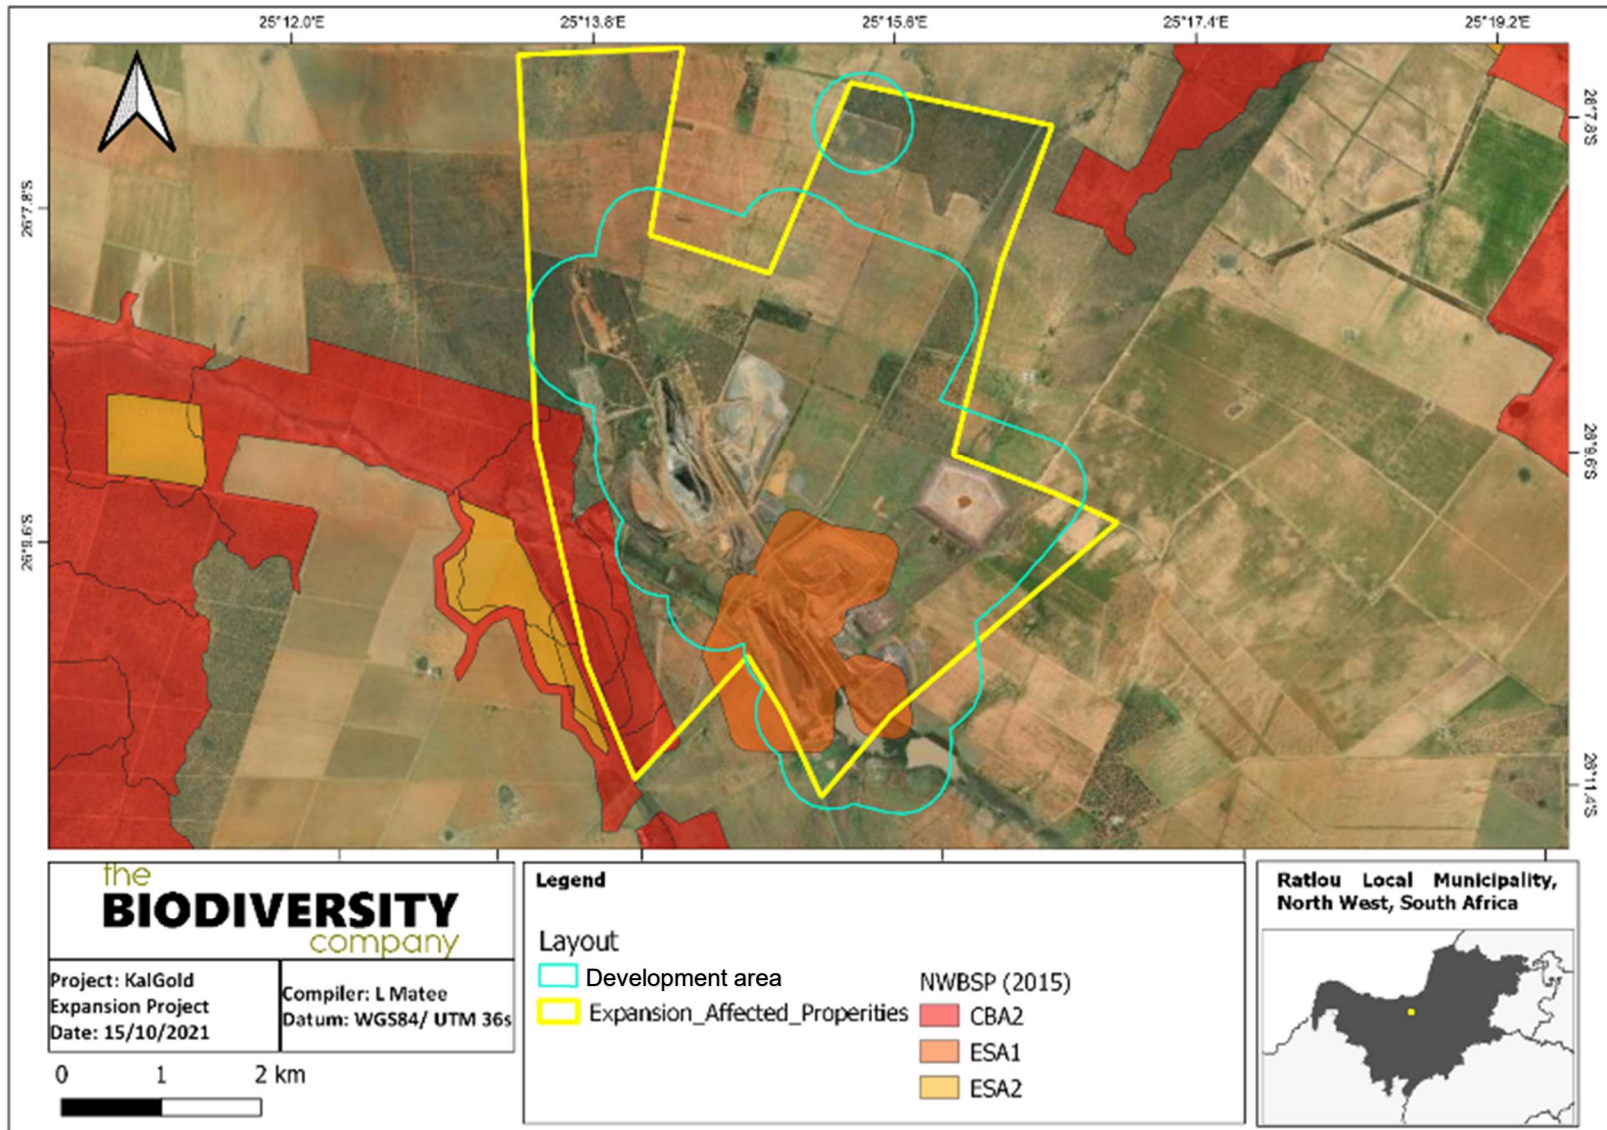 25°12.0'E
25°13.8'E
25°15.6'E
25°17.4'E
25°19.2'E
26°7.8'S
26°7.8'S
26°9.6'S
26°9.6'S
26°11.4'S
the
BIODIVERSITY
company
Project: KalGold
Expansion Project
Date: 15/10/2021
Compiler: L Matee
Datum: WGS84/ UTM 36s
0 1 2 km
Legend
Layout
Development area
Expansion_Affected_Properities
NWBSP (2015)
CBA2
ESA1
ESA2
Ratlou Local Municipality,
North West, South Africa